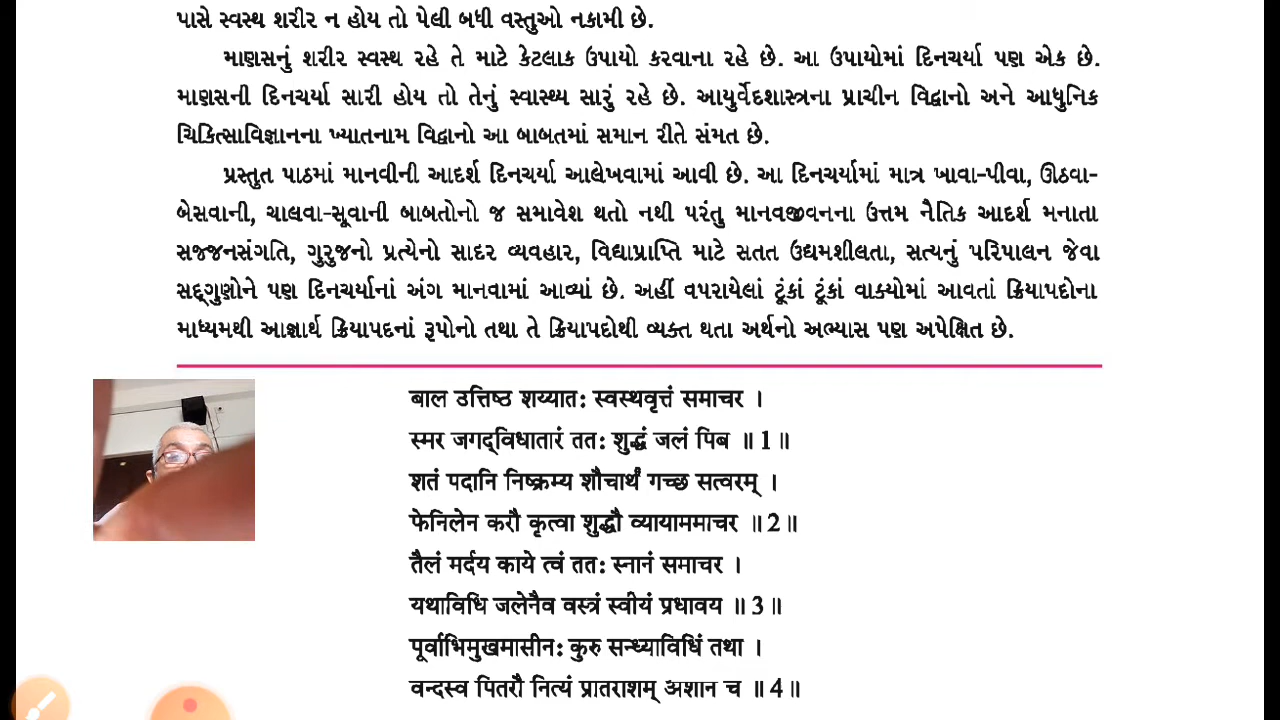 પાસે સ્વસ્થ શરીર ન હોય તો પેલી બધી વસ્તુઓ નકામી છે.
માણસનું શરીર સ્વસ્થ રહે તે માટે કેટલાક ઉપાયો કરવાના રહે છે. આ ઉપાયોમાં દિનચર્યા પણ એક છે.
માણસની દિનચર્યા સારી હોય તો તેનું સ્વાસ્થ્ય સારું રહે છે. આયુર્વેદશાસ્ત્રના પ્રાચીન વિદ્વાનો અને આધુનિક
ચિકિત્સાવિજ્ઞાનના ખ્યાતનામ વિદ્વાનો આ બાબતમાં સમાન રીતે સંમત છે.
પ્રસ્તુત પાઠમાં માનવીની આદર્શ દિનચર્યા આલેખવામાં આવી છે. આ દિનચર્યામાં માત્ર ખાવા-પીવા, ઊઠવા-
બેસવાની, ચાલવા-સૂવાની બાબતોનો જ સમાવેશ થતો નથી પરંતુ માનવજીવનના ઉત્તમ નૈતિક આદર્શ મનાતા
સજ્જનસંગતિ, ગુરુજનો પ્રત્યેનો સાદર વ્યવહાર, વિદ્યાપ્રાપ્તિ માટે સતત ઉદ્યમશીલતા, સત્યનું પરિપાલન જેવા
સદ્‌ગુણોને પણ દિનચર્યાનાં અંગ માનવામાં આવ્યાં છે. અહીં વપરાયેલાં ટૂંકાં ટૂંકાં વાક્યોમાં આવતાં ક્રિયાપદોના
માધ્યમથી આજ્ઞાર્થ ક્રિયાપદનાં રૂપોનો તથા તે ક્રિયાપદોથી વ્યક્ત થતા અર્થનો અભ્યાસ પણ અપેક્ષિત છે.
बाल उत्तिष्ठ शय्यात: स्वस्थवृत्तं समाचर ।
स्मर जगद्‌विधातारं तत: शुद्धं जलं पिब ॥ 1 ॥
शतं पदानि निष्क्रम्य शौचार्थं गच्छ सत्वरम् ।
फेनिलेन करौ कृत्वा शुद्धौ व्यायाममाचर ॥ 2 ॥
तैलं मर्दय काये त्वं तत: स्नानं समाचर ।
यथाविधि जलेनैव वस्त्रं स्वीयं प्रधावय ॥ 3 ॥
पूर्वाभिमुखमासीन: कुरु सन्ध्याविधिं तथा ।
वन्दस्व पितरौ नित्यं प्रातराशम् अशान च ॥ 4 ॥